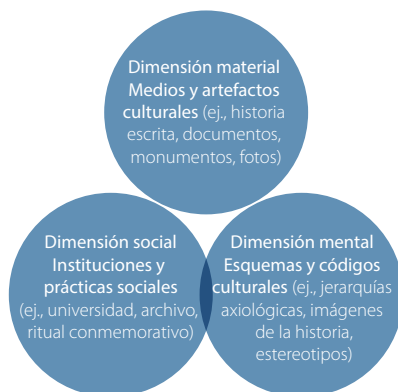 Dimensión material
Medios y artefactos
culturales (ej., historia
escrita, documentos,
monumentos, fotos)
Dimensión social
Instituciones y
prácticas sociales
(ej., universidad, archivo,
ritual conmemorativo)
Dimensión mental
Esquemas y códigos
culturales (ej., jerarquías
axiológicas, imágenes
de la historia,
estereotipos)